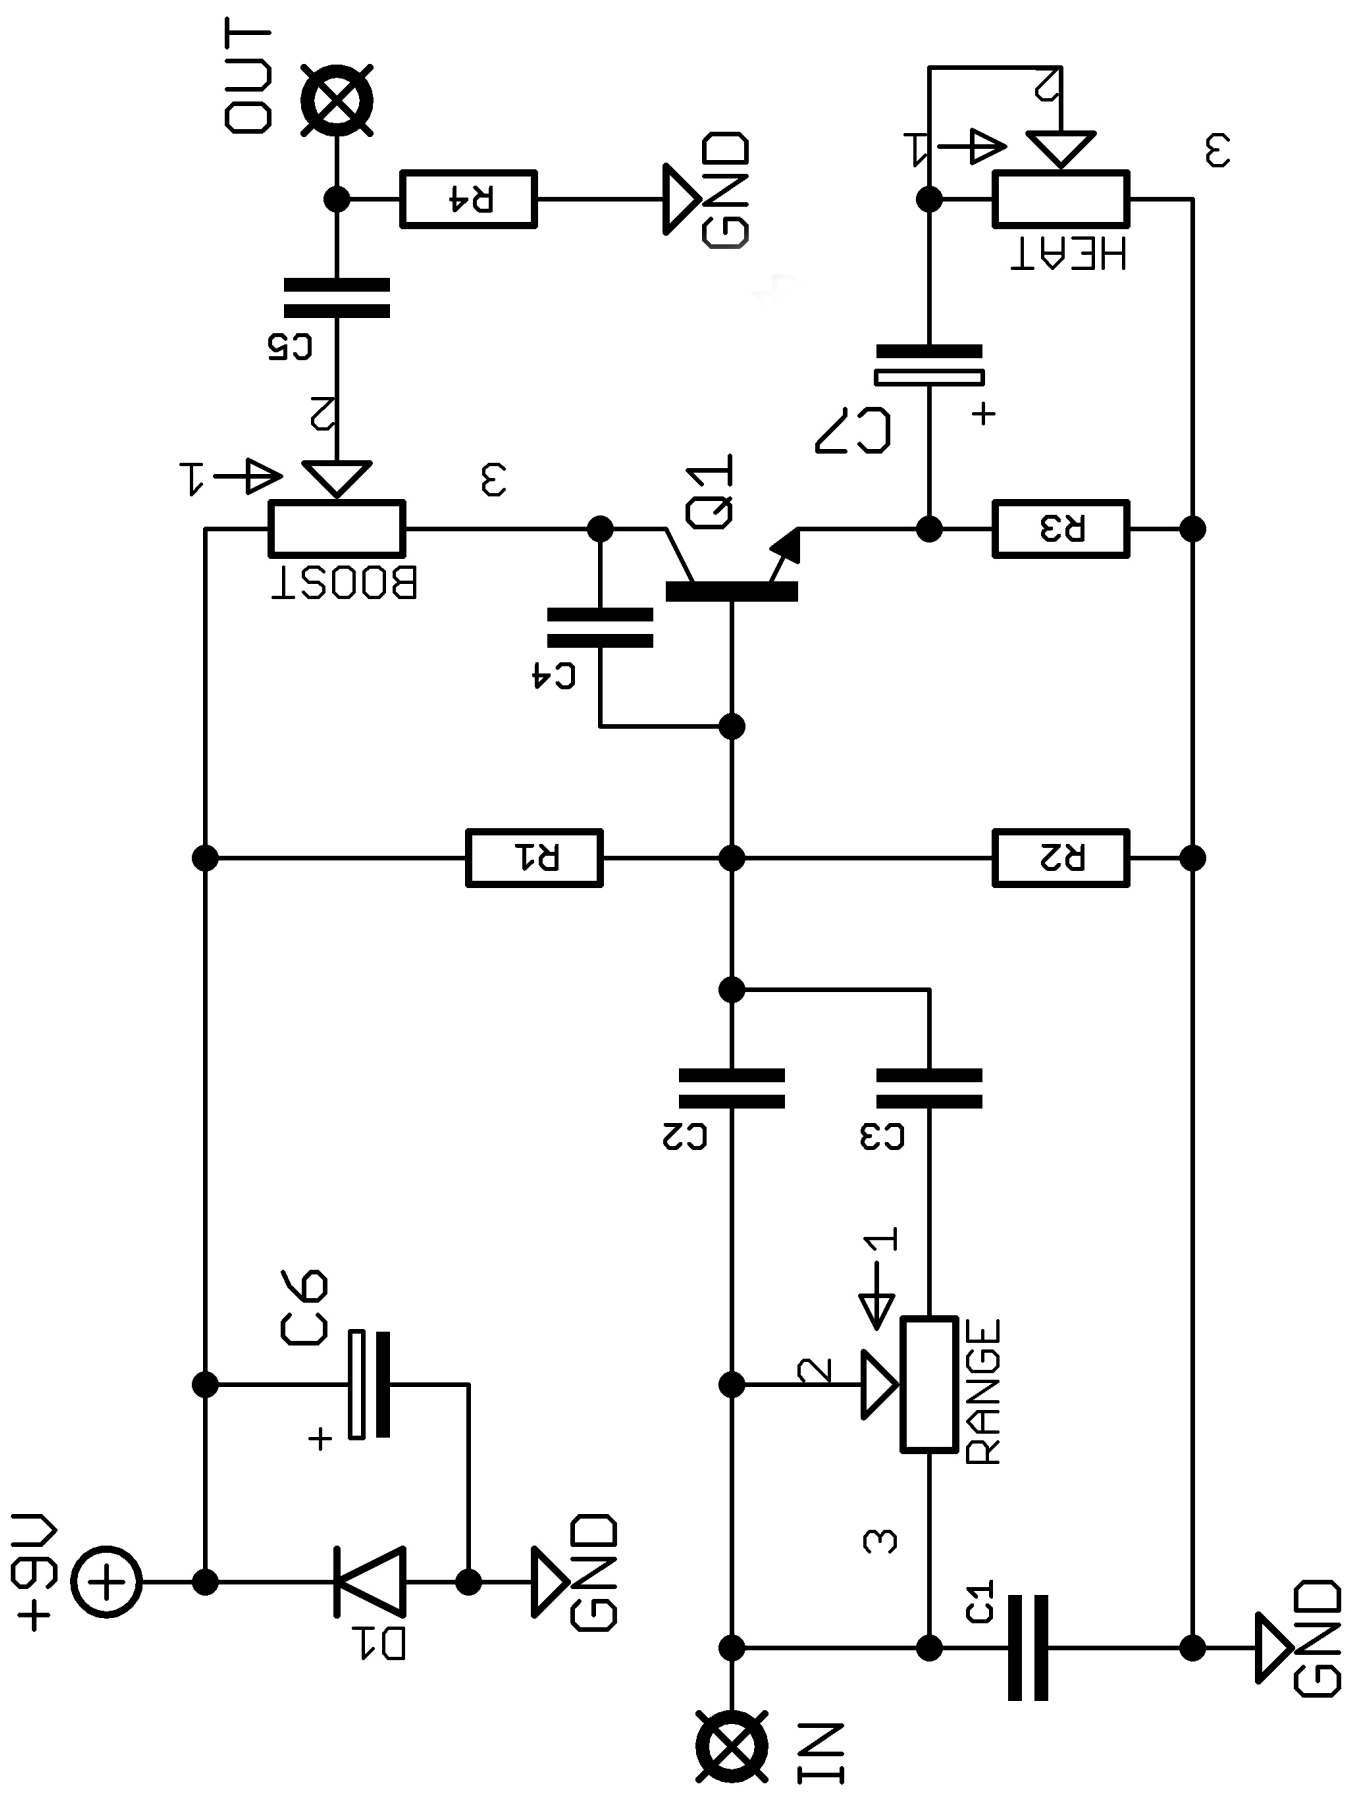 OUT
R4
GND
C5
2
1
3
BOOST
Q1
C4
2
1
3
HEAT
C7
+
R3
R1
R2
C2
C3
1
2
3
RANGE
C6
+
+9V
D1
GND
C1
IN
GND